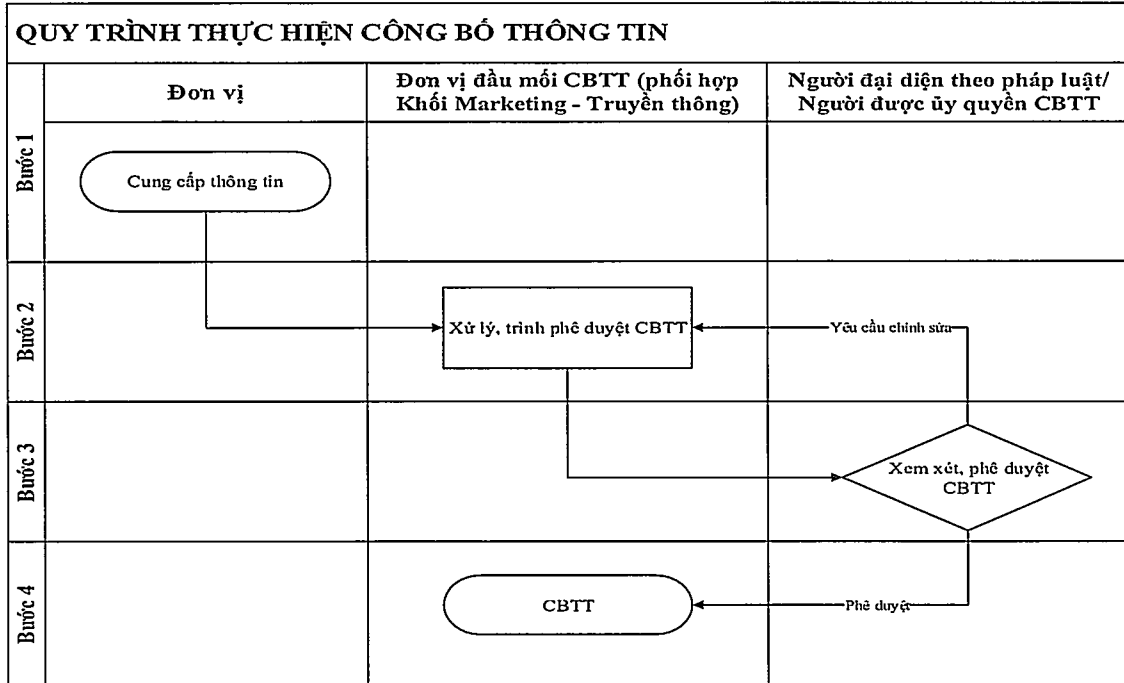 QUY TRÌNH THỰC HIỆN CÔNG BỐ THÔNG TIN
Đơn vị
Đơn vị đầu mối CBTT (phối hợp
Khối Marketing - Truyền thông)
Người đại diện theo pháp luật/
Người được ủy quyền CBTT
Bước 1
Cung cấp thông tin
Bước 2
Xử lý, trình phê duyệt CBTT
Yêu cầu chỉnh sửa
Bước 3
Xem xét, phê duyệt
CBTT
Bước 4
CBTT
Phê duyệt